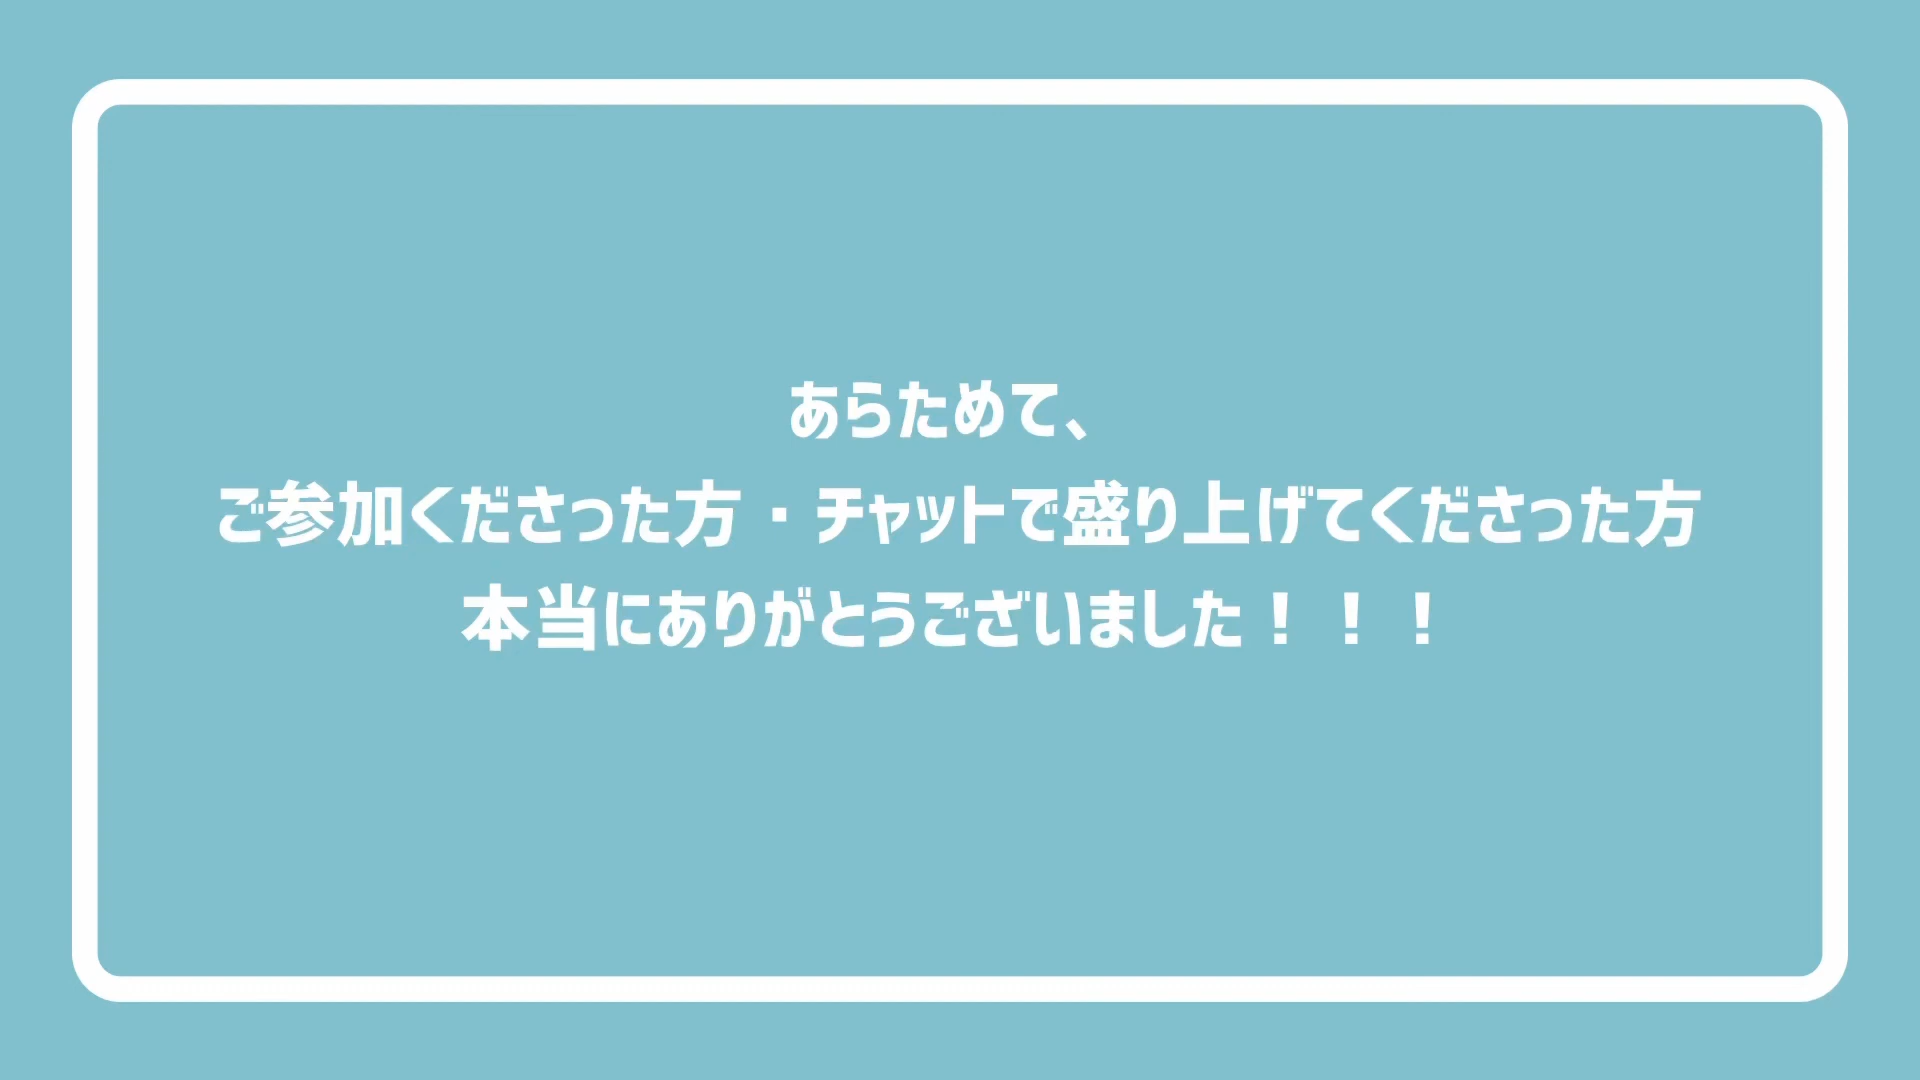 あらためて、
ご参加くださった方・チャットで盛り上げてくださった方
本当にありがとうございました！！！